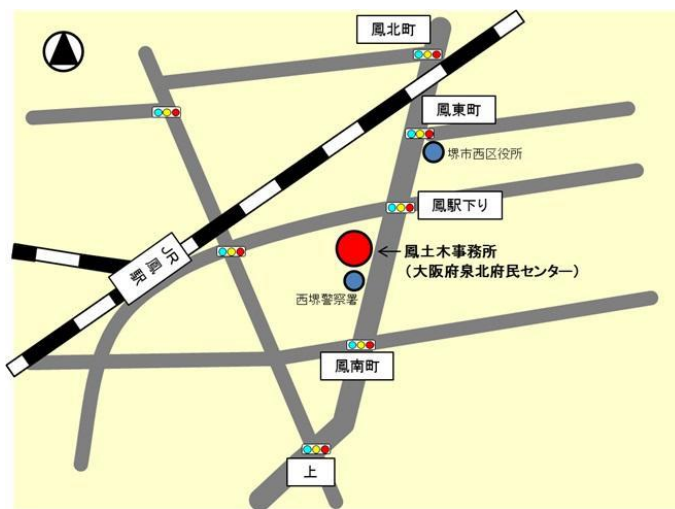 鳳北町
鳳東町
堺市西区役所
鳳駅下り
鳳土木事務所
（大阪府泉北府民センター）
JR
鳳
駅
西堺警察署
鳳南町
上